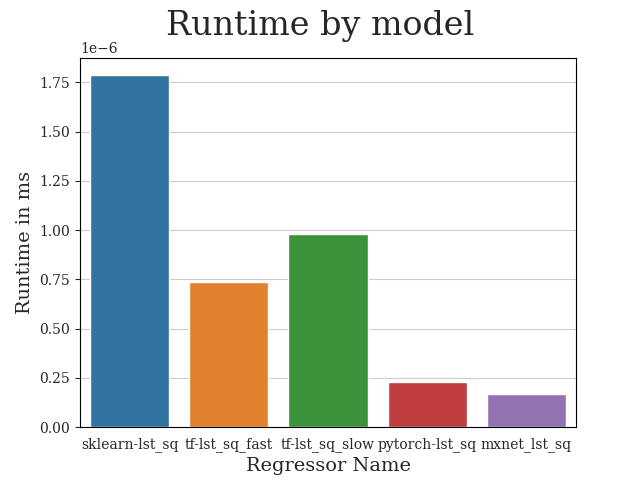 Runtime by model
1e−6
1.75
1.50
1.25
1.00
0.75
0.50
0.25
0.00
Runtime in ms
sklearn-lst_sq tf-lst_sq_fast tf-lst_sq_slow pytorch-lst_sq mxnet_lst_sq
Regressor Name